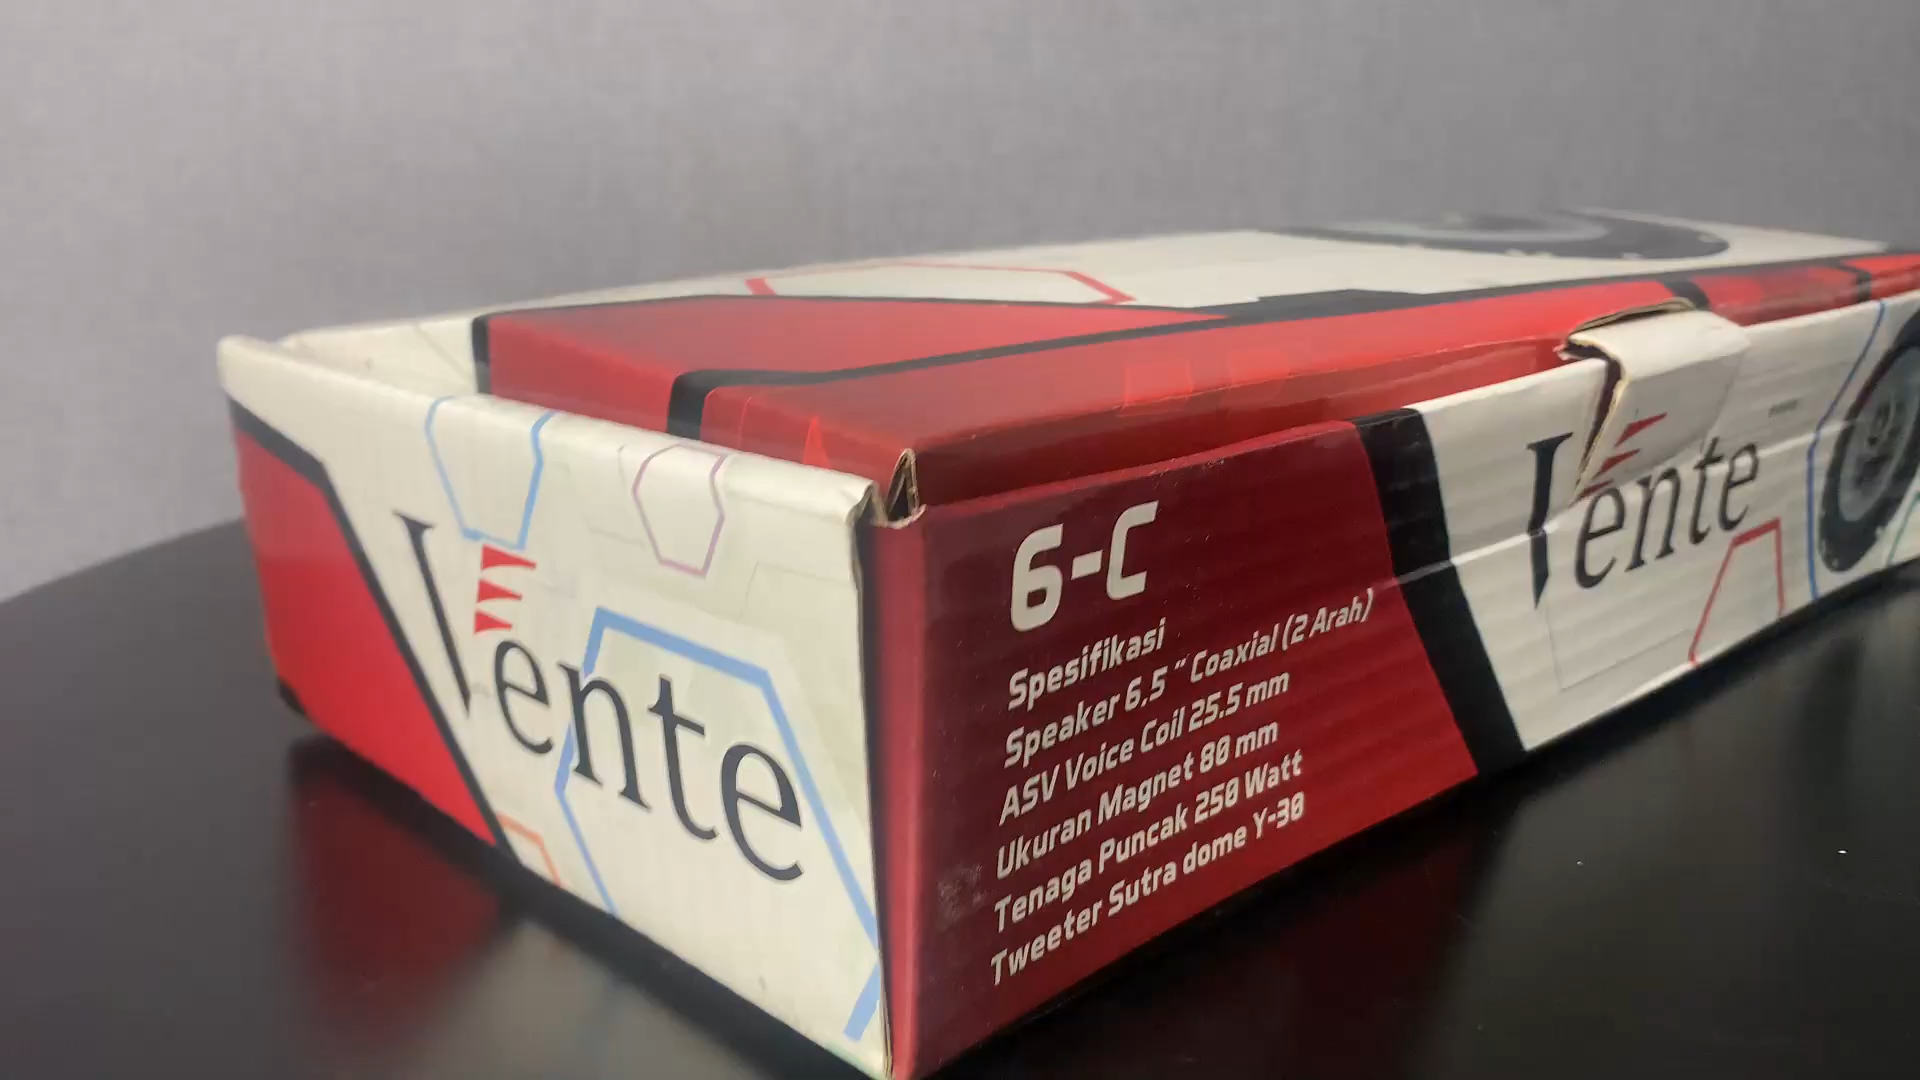 Vente
6-C
Spesifikasi
Speaker 6,5 " Coaxial (2 Arah)
ASV Voice Coil 25.5 mm
Ukuran Magnet 80 mm
Tenaga Puncak 250 Watt
Tweeter Sutra dome Y-30
Vente